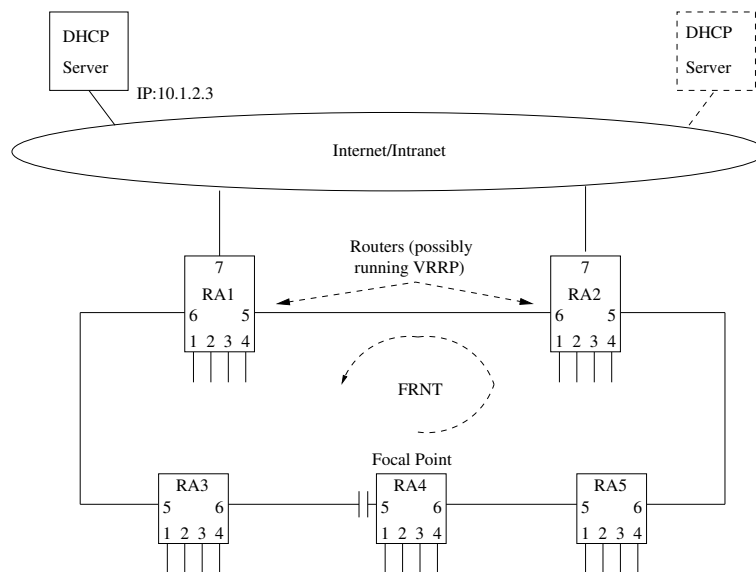 DHCP
Server
IP:10.1.2.3
DHCP
Server
Internet/Intranet
Routers (possibly
running VRRP)
7
RA1
6 5
1 2 3 4
7
RA2
6 5
1 2 3 4
FRNT
Focal Point
RA3
5 6
1 2 3 4
RA4
5 6
1 2 3 4
RA5
5 6
1 2 3 4